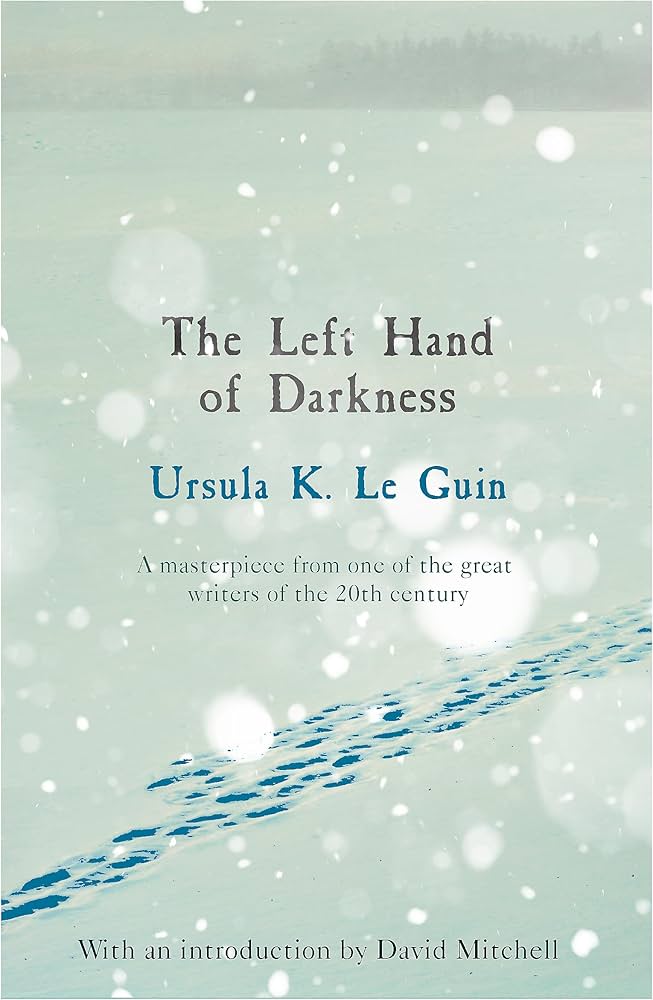 The Left Hand
of Darkness
Ursula K. Le Guin
A masterpiece from one of the great
writers of the 20th century
With an introduction by David Mitchell